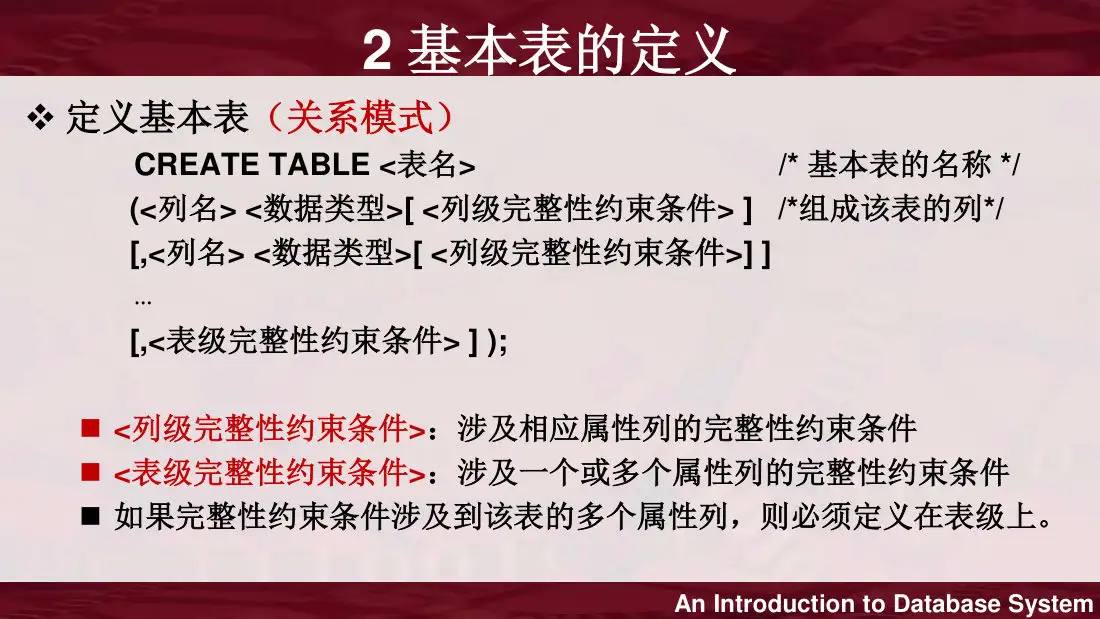 2 基本表的定义
❖ 定义基本表（关系模式）
CREATE TABLE <表名> /* 基本表的名称 */
(<列名> <数据类型>[ <列级完整性约束条件> ] /*组成该表的列*/
[,<列名> <数据类型>[ <列级完整性约束条件>] ]
…
[,<表级完整性约束条件> ] );
■ <列级完整性约束条件>：涉及相应属性列的完整性约束条件
■ <表级完整性约束条件>：涉及一个或多个属性列的完整性约束条件
■ 如果完整性约束条件涉及到该表的多个属性列，则必须定义在表级上。
An Introduction to Database System